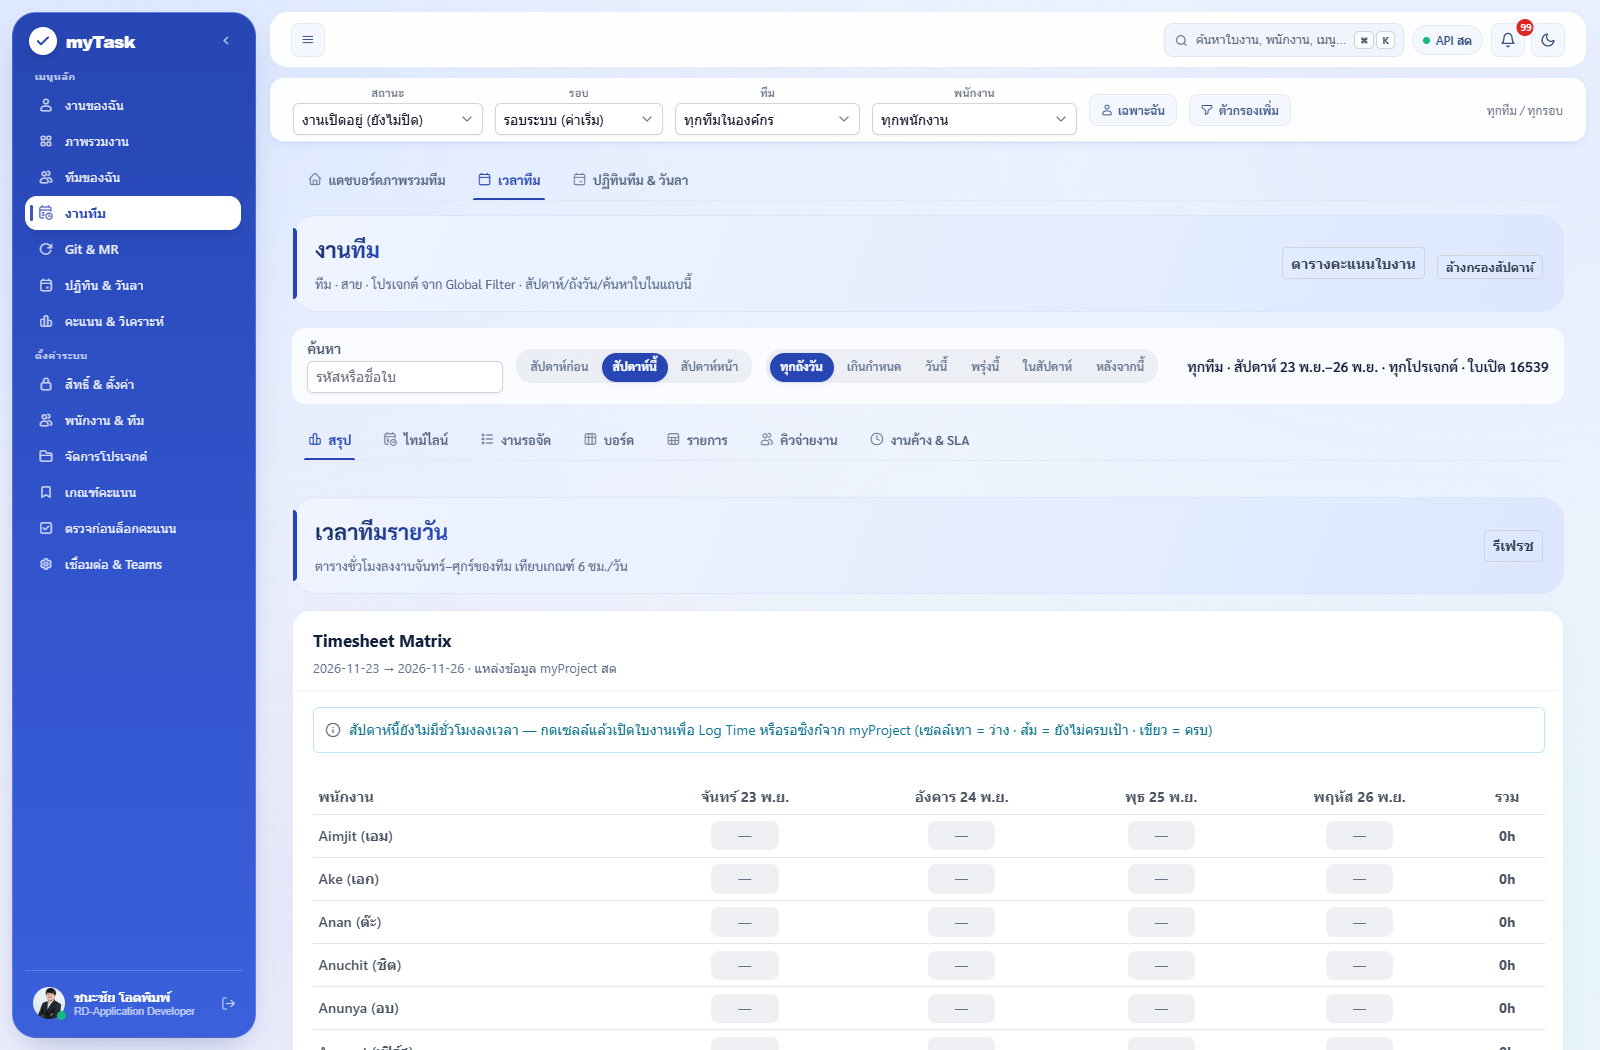 myTask
เมนูหลัก
งานของฉัน
ภาพรวมงาน
ทีมของฉัน
งานทีม
Git & MR
ปฏิทิน & วันลา
คะแนน & วิเคราะห์
ตั้งค่าระบบ
สิทธิ์ & ตั้งค่า
พนักงาน & ทีม
จัดการโปรเจกต์
เกณฑ์คะแนน
ตรวจก่อนล็อกคะแนน
เชื่อมต่อ & Teams
ชนะชัย โอตพิมพ์
RD-Application Developer
ค้นหาใบงาน, พนักงาน, เมนู... ⌘ K
API สด
99
สถานะ รอบ ทีม พนักงาน
งานเปิดอยู่ (ยังไม่ปิด) รอบระบบ (ค่าเริ่ม) ทุกทีมในองค์กร ทุกพนักงาน เฉพาะฉัน ตัวกรองเพิ่ม ทุกทีม / ทุกรอบ
แดชบอร์ดภาพรวมทีม เวลาทีม ปฏิทินทีม & วันลา
งานทีม
ทีม · สาย · โปรเจกต์ จาก Global Filter · สัปดาห์/ถังวัน/ค้นหาใบในแถบนี้
ตารางคะแนนใบงาน ล้างกรองสัปดาห์
ค้นหา
รหัสหรือชื่อใบ
สัปดาห์ก่อน สัปดาห์นี้ สัปดาห์หน้า ทุกถังวัน เกินกำหนด วันนี้ พรุ่งนี้ ในสัปดาห์ หลังจากนี้ ทุกทีม · สัปดาห์ 23 พ.ย.–26 พ.ย. · ทุกโปรเจกต์ · ใบเปิด 16539
สรุป ไทม์ไลน์ งานรอจัด บอร์ด รายการ คิวจ่ายงาน งานค้าง & SLA
เวลาทีมรายวัน
ตารางชั่วโมงลงงานจันทร์–ศุกร์ของทีม เทียบเกณฑ์ 6 ชม./วัน
รีเฟรช
Timesheet Matrix
2026-11-23 → 2026-11-26 · แหล่งข้อมูล myProject สด
สัปดาห์นี้ยังไม่มีชั่วโมงลงเวลา — กดเซลล์แล้วเปิดใบงานเพื่อ Log Time หรือรอซิงก์จาก myProject (เซลล์เทา = ว่าง · ส้ม = ยังไม่ครบเป้า · เขียว = ครบ)
พนักงาน จันทร์ 23 พ.ย. อังคาร 24 พ.ย. พุธ 25 พ.ย. พฤหัส 26 พ.ย. รวม
Aimjit (เอม) — — — — 0h
Ake (เอก) — — — — 0h
Anan (ต๊ะ) — — — — 0h
Anuchit (ชิต) — — — — 0h
Anunya (อบ) — — — — 0h